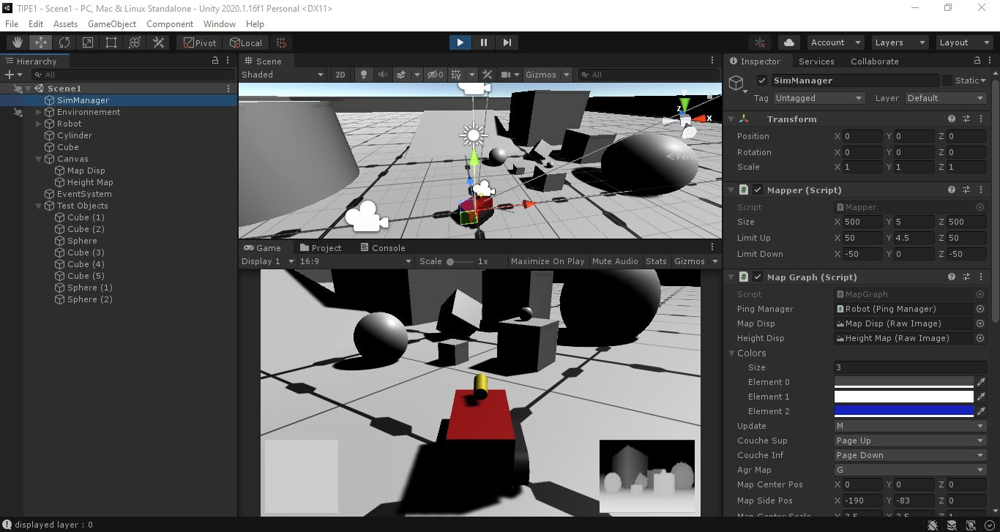 TIPE1 - Scene1 - PC, Mac & Linux Standalone - Unity 2020.1.16f1 Personal <DX11>
File Edit Assets GameObject Component Window Help
Pivot Local Account Layers Layout
Hierarchy
All
Scene1
SimManager
Environnement
Robot
Cylinder
Cube
Canvas
Map Disp
Height Map
EventSystem
Test Objects
Cube (1)
Cube (2)
Sphere
Cube (3)
Cube (4)
Cube (5)
Sphere (1)
Sphere (2)
Scene
Shaded 2D 0 Gizmos All
y
z x
Persp
Game Project Console
Display 1 16:9 Scale 1x Maximize On Play Mute Audio Stats Gizmos
Inspector Services Collaborate
SimManager Static
Tag Untagged Layer Default
Transform
Position X 0 Y 0 Z 0
Rotation X 0 Y 0 Z 0
Scale X 1 Y 1 Z 1
# Mapper (Script)
Script Mapper
Size X 500 Y 5 Z 500
Limit Up X 50 Y 4.5 Z 50
Limit Down X -50 Y 0 Z -50
# Map Graph (Script)
Script MapGraph
Ping Manager Robot (Ping Manager)
Map Disp Map Disp (Raw Image)
Height Disp Height Map (Raw Image)
Colors
Size 3
Element 0
Element 1
Element 2
Update M
Couche Sup Page Up
Couche Inf Page Down
Agr Map G
Map Center Pos X 0 Y 0 Z 0
Map Side Pos X -190 Y -83 Z 0
Map Center Scale X 3.5 Y 3.5 Z 1
displayed layer : 0